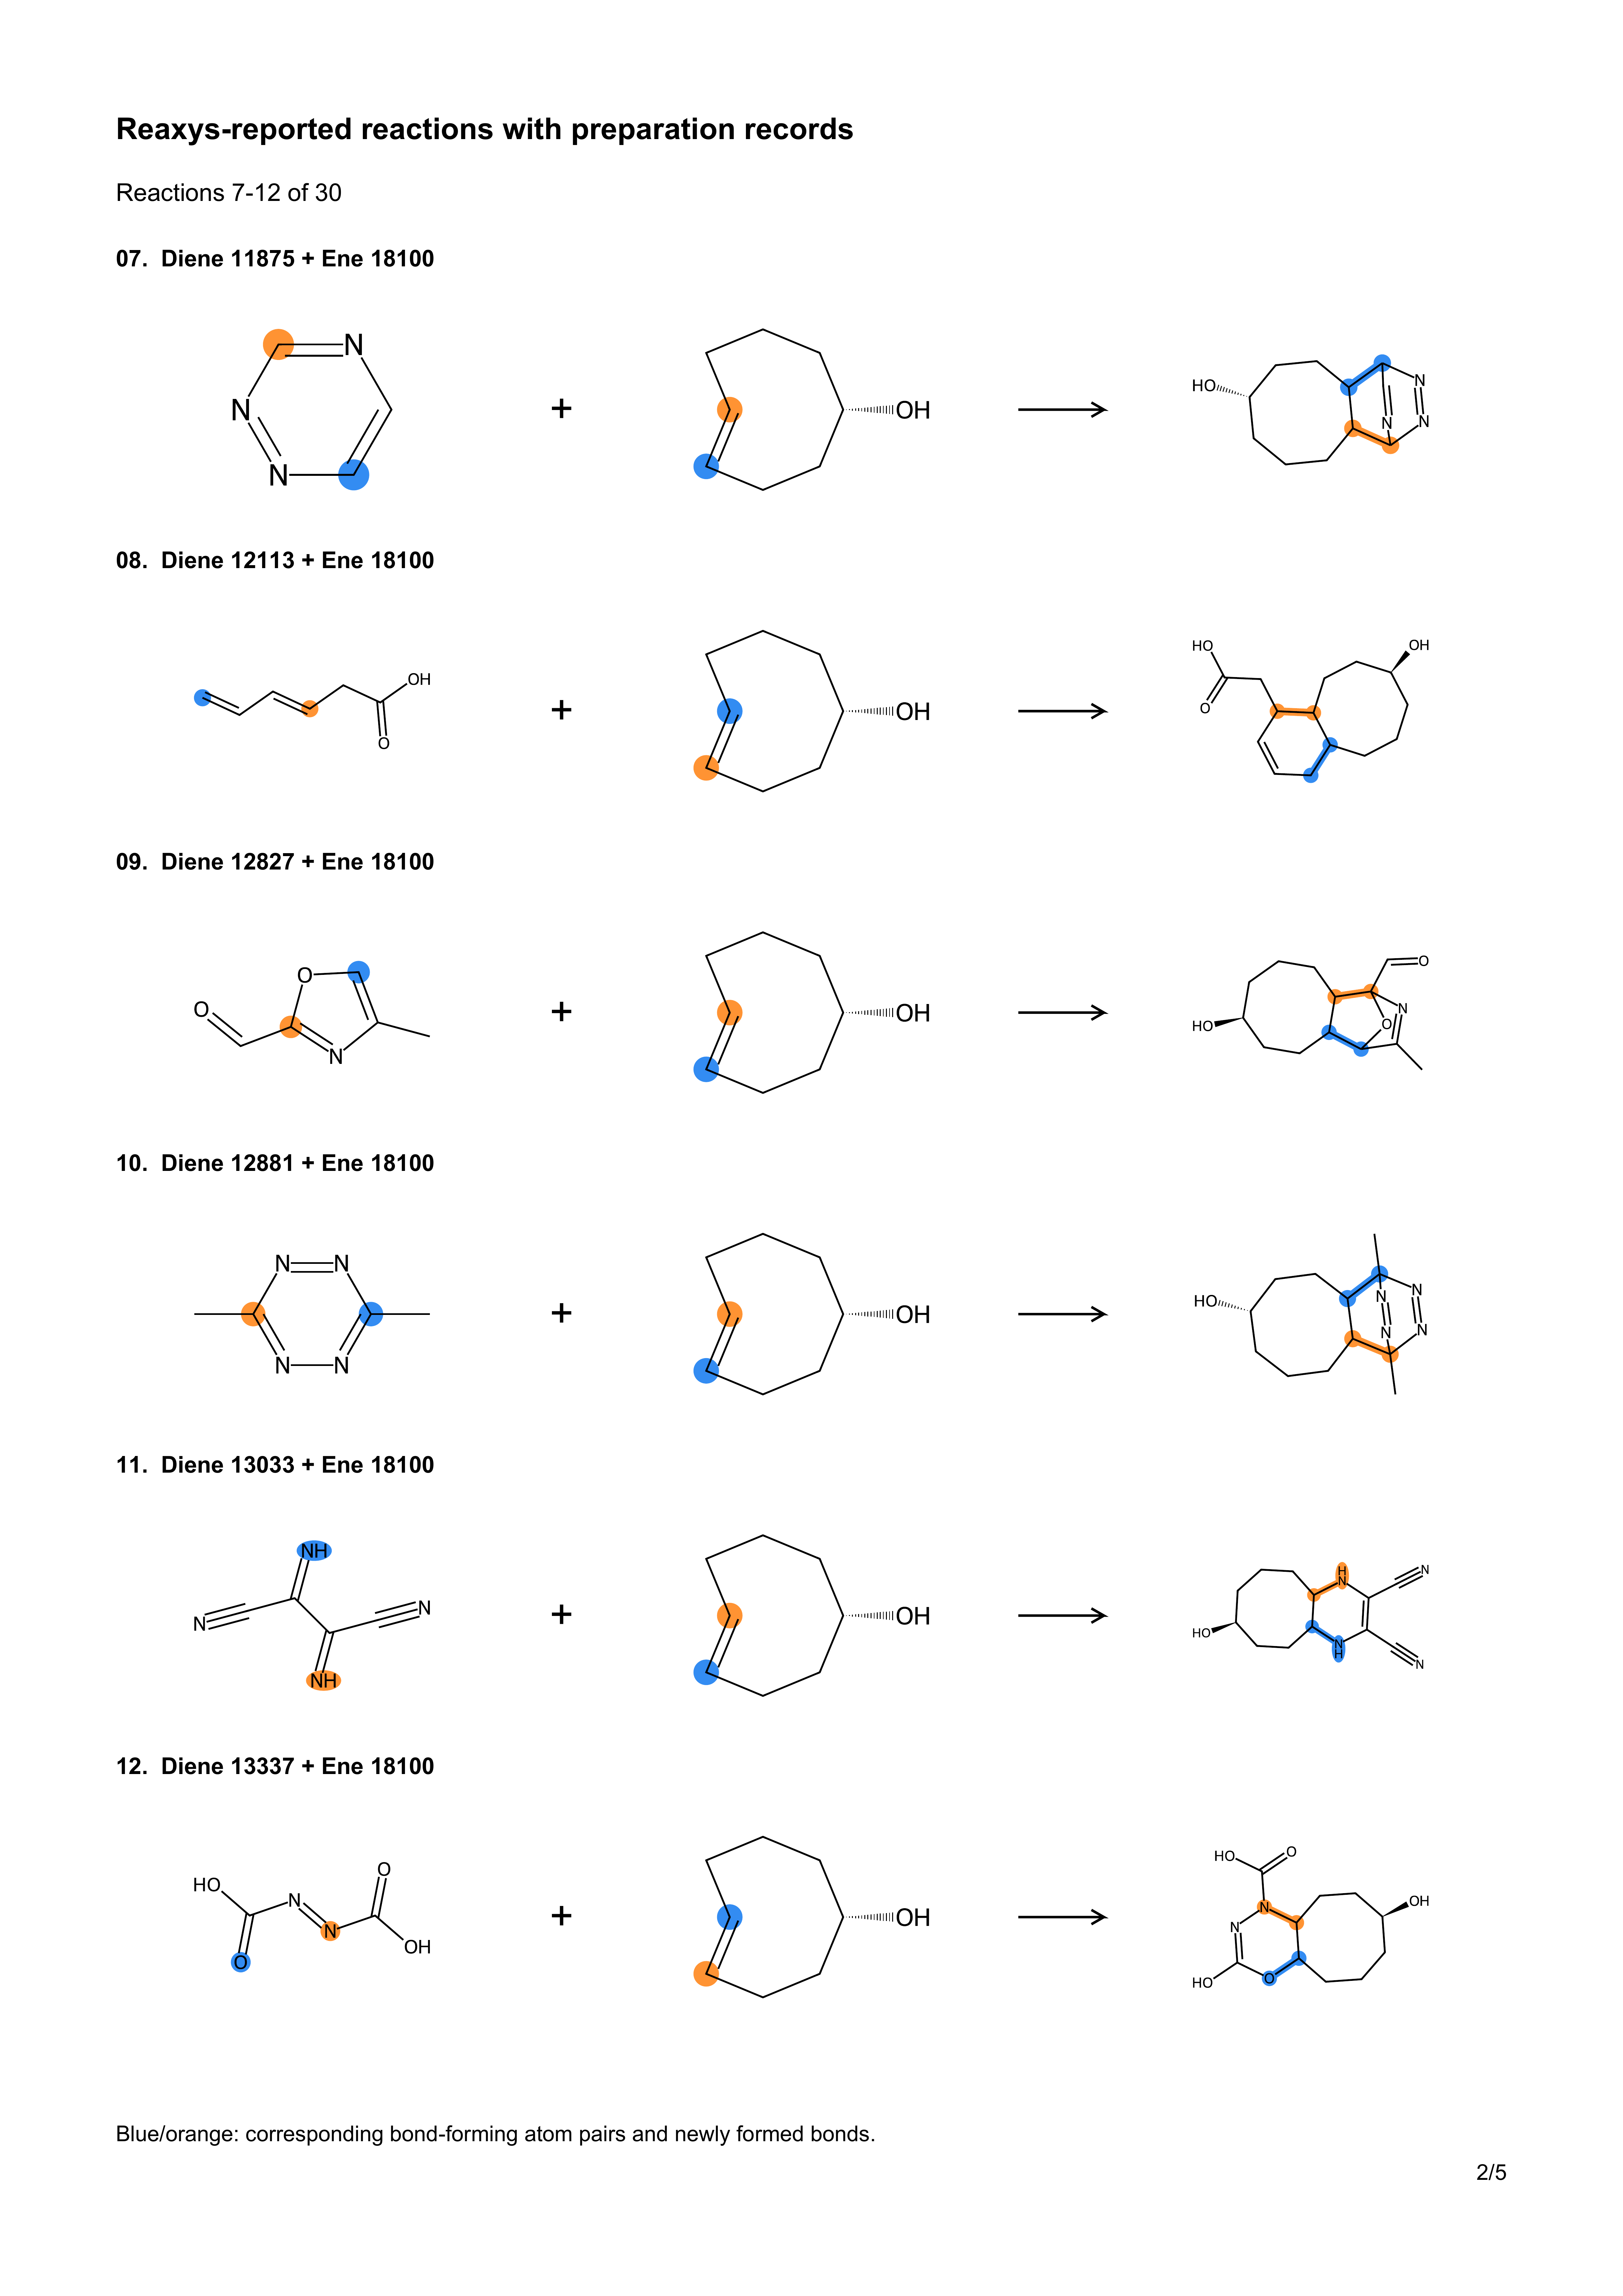 Reaxys-reported reactions with preparation records
Reactions 7-12 of 30
07. Diene 11875 + Ene 18100
N
N
N
+
OH
HO
N
N
N
08. Diene 12113 + Ene 18100
OH
O
+
OH
HO
O
OH
09. Diene 12827 + Ene 18100
O
O
N
+
OH
HO
O
N
O
10. Diene 12881 + Ene 18100
N N
N N
+
OH
HO
N
N
N
N
11. Diene 13033 + Ene 18100
NH
N
N
NH
+
OH
HO
H
N
N
N
H
N
12. Diene 13337 + Ene 18100
HO
N
O
O
N
OH
+
OH
HO
O
N
N
HO
O
OH
Blue/orange: corresponding bond-forming atom pairs and newly formed bonds.
2/5